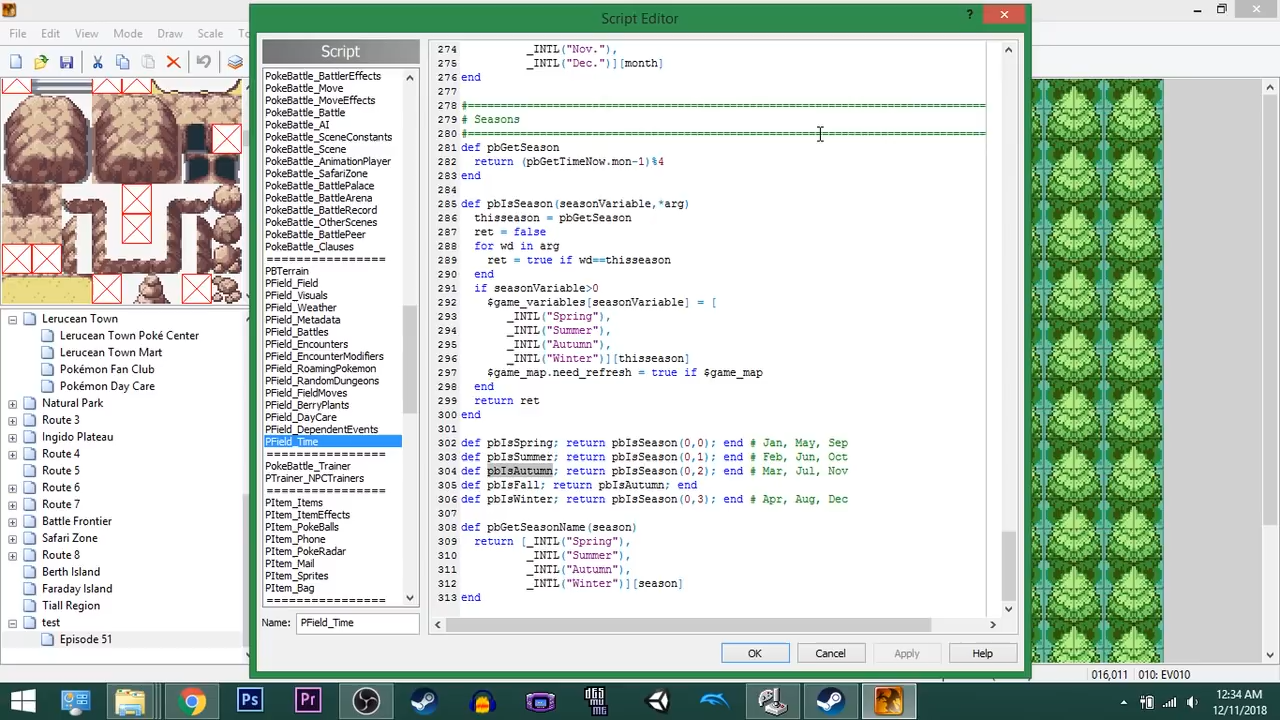 Script Editor
?
File Edit View Mode Draw Scale
Script
PokeBattle_BattlerEffects
PokeBattle_Move
PokeBattle_MoveEffects
PokeBattle_Battle
PokeBattle_AI
PokeBattle_SceneConstants
PokeBattle_Scene
PokeBattle_AnimationPlayer
PokeBattle_SafariZone
PokeBattle_BattlePalace
PokeBattle_BattleArena
PokeBattle_BattleRecord
PokeBattle_OtherScenes
PokeBattle_BattlePeer
PokeBattle_Clauses
================
PBTerrain
PField_Field
PField_Visuals
PField_Weather
PField_Metadata
PField_Battles
PField_Encounters
PField_EncounterModifiers
PField_RoamingPokemon
PField_RandomDungeons
PField_FieldMoves
PField_BerryPlants
PField_DayCare
PField_DependentEvents
PField_Time
================
PokeBattle_Trainer
PTrainer_NPCTrainers
================
PItem_Items
PItem_ItemEffects
PItem_PokeBalls
PItem_Phone
PItem_PokeRadar
PItem_Mail
PItem_Sprites
PItem_Bag
================
Name: PField_Time
274 _INTL("Nov."),
275 _INTL("Dec.")][month]
276 end
277
278 #================================================================================
279 # Seasons
280 #================================================================================
281 def pbGetSeason
282 return (pbGetTimeNow.mon-1)%4
283 end
284
285 def pbIsSeason(seasonVariable,*arg)
286 thisseason = pbGetSeason
287 ret = false
288 for wd in arg
289 ret = true if wd==thisseason
290 end
291 if seasonVariable>0
292 $game_variables[seasonVariable] = [
293 _INTL("Spring"),
294 _INTL("Summer"),
295 _INTL("Autumn"),
296 _INTL("Winter")][thisseason]
297 $game_map.need_refresh = true if $game_map
298 end
299 return ret
300 end
301
302 def pbIsSpring; return pbIsSeason(0,0); end # Jan, May, Sep
303 def pbIsSummer; return pbIsSeason(0,1); end # Feb, Jun, Oct
304 def pbIsAutumn; return pbIsSeason(0,2); end # Mar, Jul, Nov
305 def pbIsFall; return pbIsAutumn; end
306 def pbIsWinter; return pbIsSeason(0,3); end # Apr, Aug, Dec
307
308 def pbGetSeasonName(season)
309 return [_INTL("Spring"),
310 _INTL("Summer"),
311 _INTL("Autumn"),
312 _INTL("Winter")][season]
313 end
OK Cancel Apply Help
Lerucean Town
Lerucean Town Poké Center
Lerucean Town Mart
Pokémon Fan Club
Pokémon Day Care
Natural Park
Route 3
Ingido Plateau
Route 4
Route 5
Route 6
Route 7
Battle Frontier
Safari Zone
Route 8
Berth Island
Faraday Island
Tiall Region
test
Episode 51
016,011 010: EV010
Ps
Pr
12:34 AM
12/11/2018